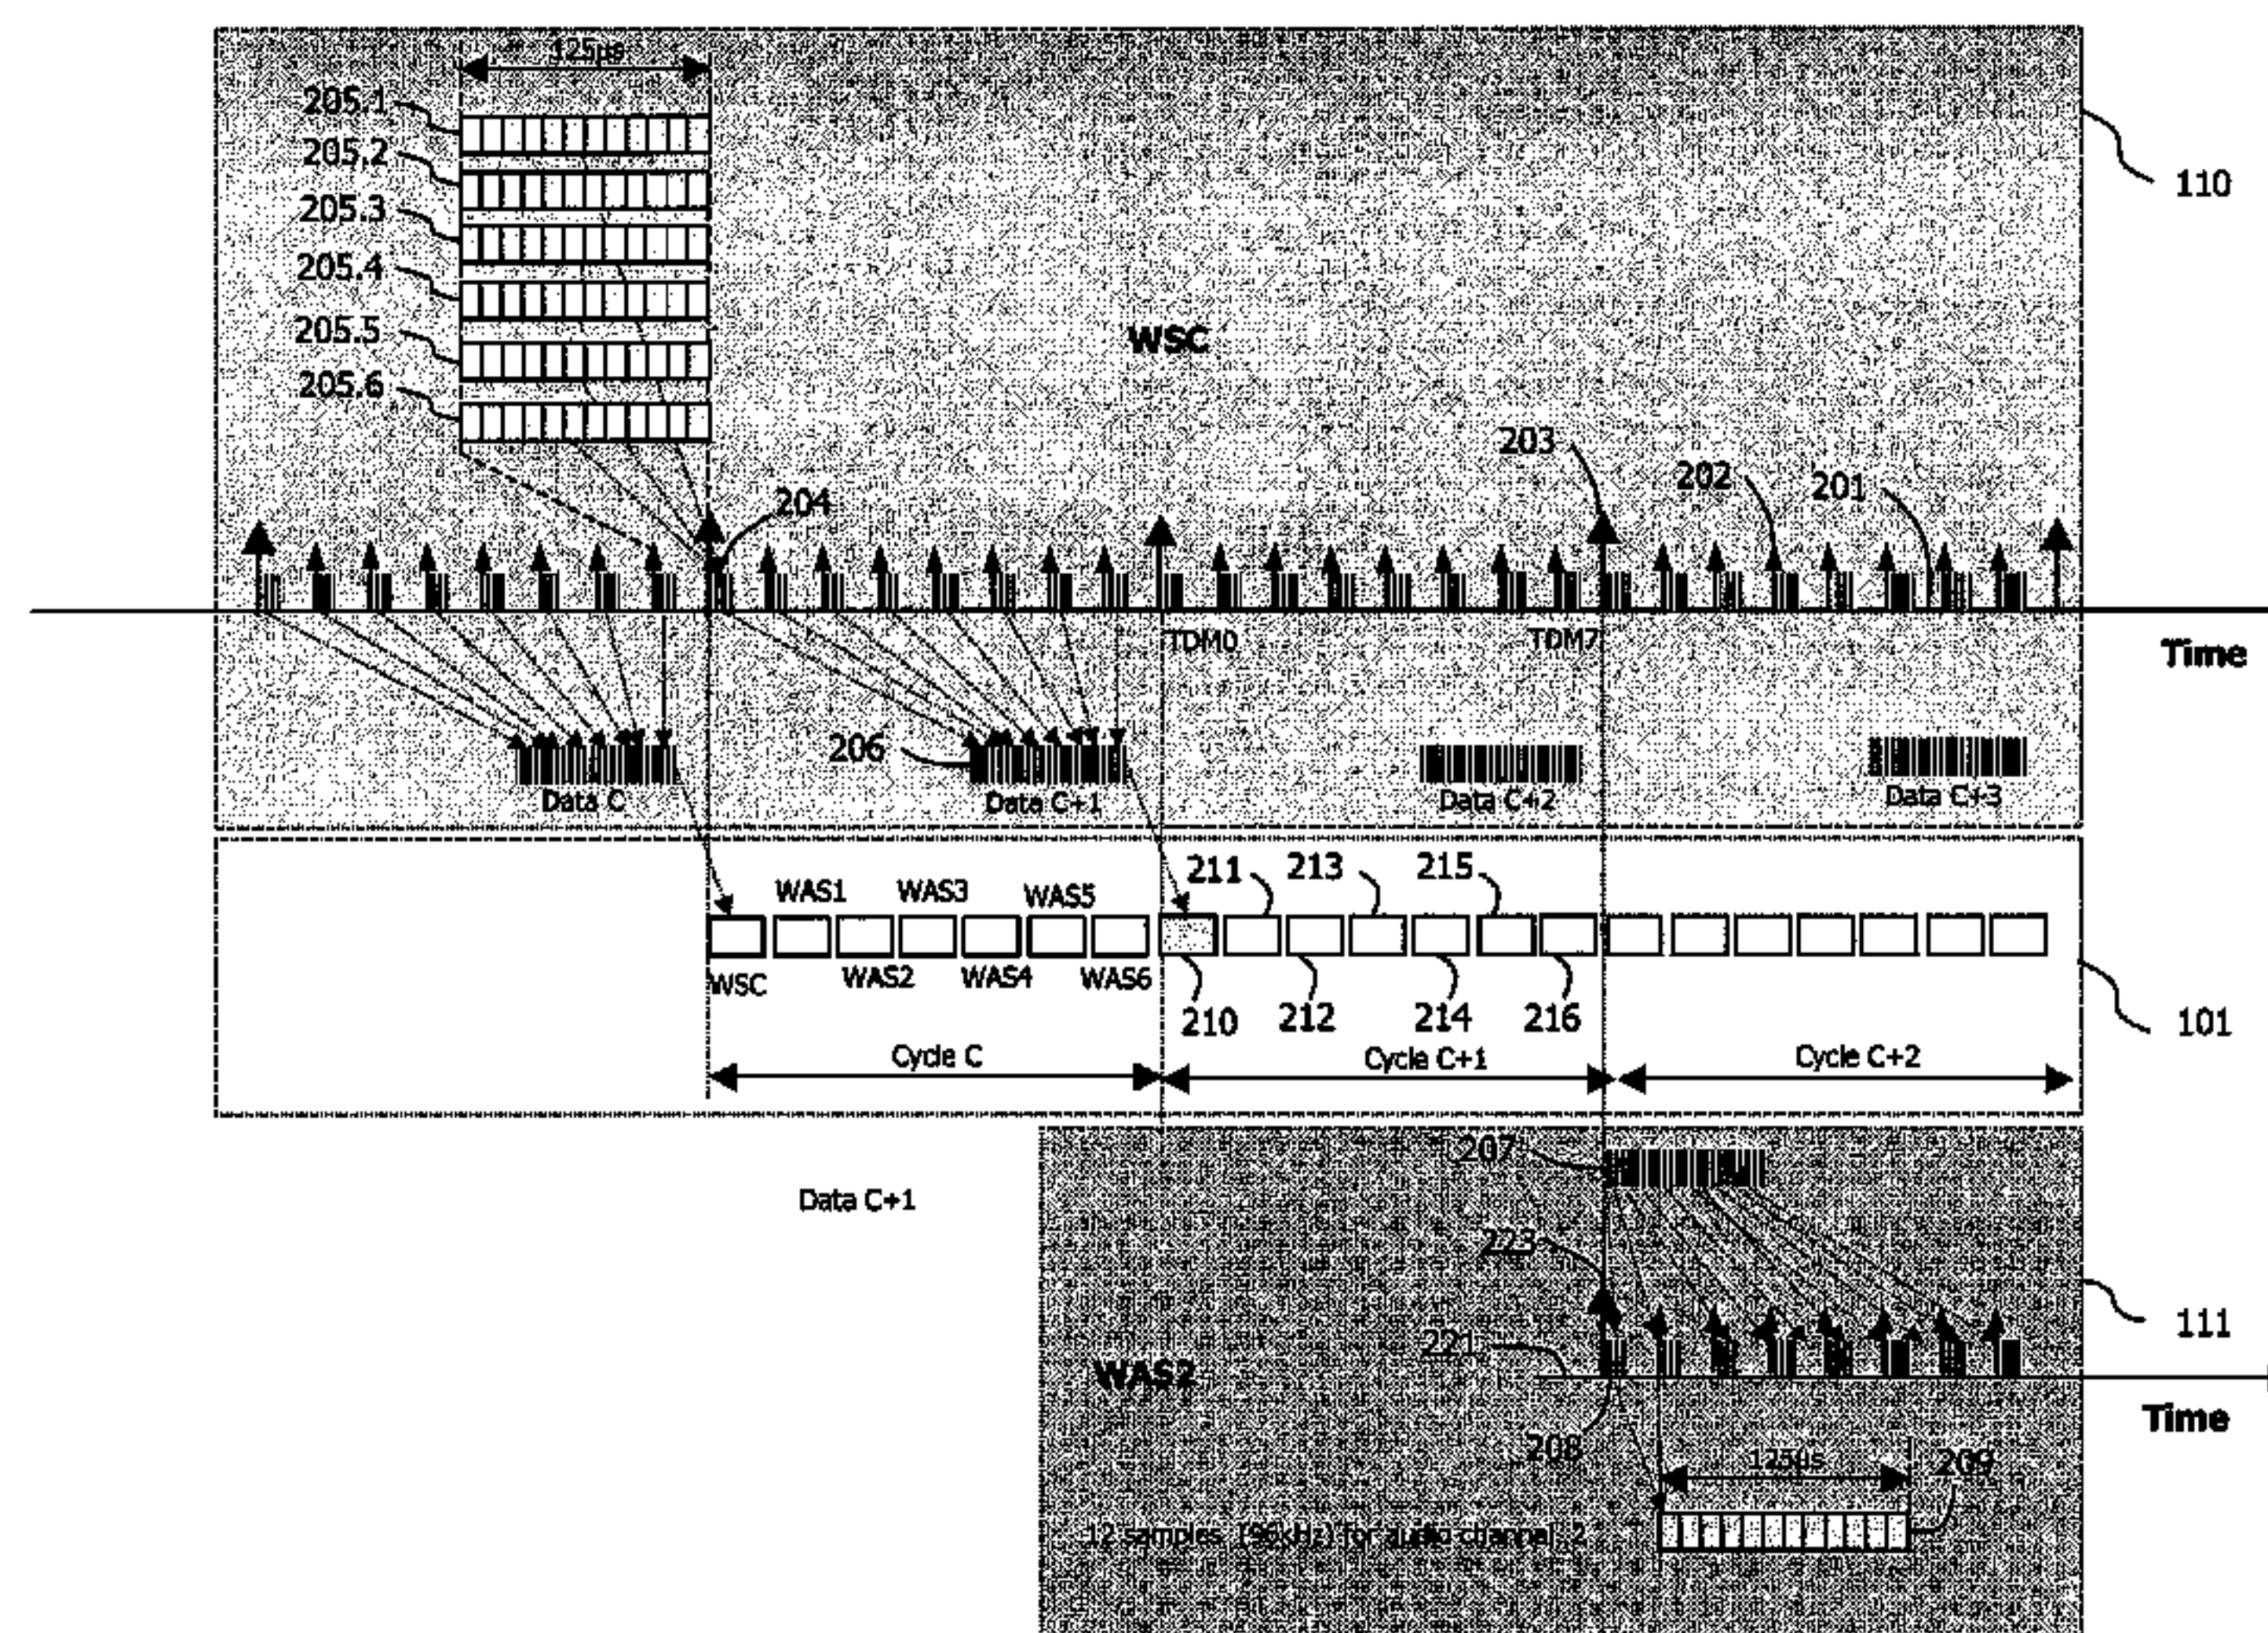 125μs
205.1
205.2
205.3
205.4
205.5
205.6
110
WSC
203
202
201
204
TDM0
TDM7
Time
206
Data C
Data C+1
Data C+2
Data C+3
211
213
215
WAS1
WAS3
WAS5
WSC
WAS2
WAS4
WAS6
210
212
214
216
101
Cycle C
Cycle C+1
Cycle C+2
207
Data C+1
223
111
221
WAS2
Time
208
125μs
209
12 samples (96kHz) for audio channel 2